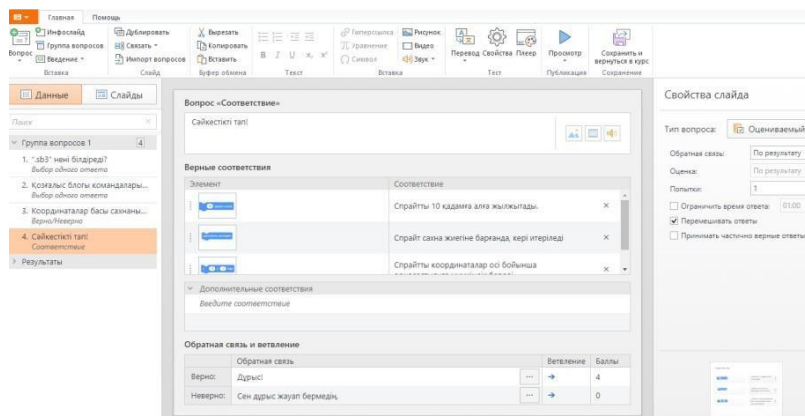 Главная Помощь
Вопрос
Инфослайд
Группа вопросов
Введение
Вставка
Дублировать
Связать
Импорт вопросов
Слайд
Вырезать
Копировать
Вставить
Буфер обмена
Текст
Гиперссылка
Уравнение
Символ
Рисунок
Видео
Звук
Вставка
Перевод Свойства Плеер
Тест
Просмотр
Публикация
Сохранить и
вернуться в курс
Сохранение
Данные Слайды
Поиск
Группа вопросов 1 4
1. ".sb3" нені білдіреді?
Выбор одного ответа
2. Қозғалыс блогы командалары...
Выбор одного ответа
3. Координаталар басы сахнаны...
Верно/Неверно
4. Сәйкестікті тап!
Соответствие
Результаты
Вопрос «Соответствие»
Сәйкестікті тап!
Верные соответствия
Элемент Соответствие
Спрайтты 10 қадамға алға жылжытады.
Спрайт сахна жиегіне барғанда, кері итеріледі
Спрайтты координаталар осі бойынша
Дополнительные соответствия
Введите соответствие
Обратная связь и ветвление
Обратная связь Ветвление Баллы
Верно: Дұрыс! ... 4
Неверно: Сен дұрыс жауап бермедің. ... 0
Свойства слайда
Тип вопроса: Оцениваемый
Обратная связь: По результату
Оценка: По результату
Попытки: 1
Ограничить время ответа: 01:00
Перемешивать ответы
Принимать частично верные ответы